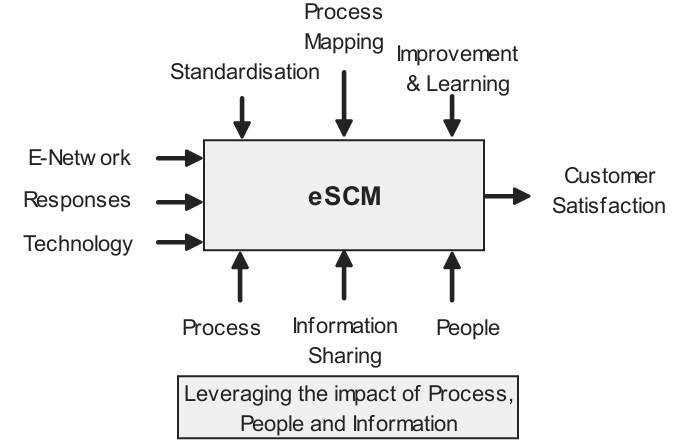 Process
Mapping
Improvement
& Learning
Standardisation
E-Network
Responses
Technology
eSCM
Customer
Satisfaction
Process
Information
Sharing
People
Leveraging the impact of Process,
People and Information